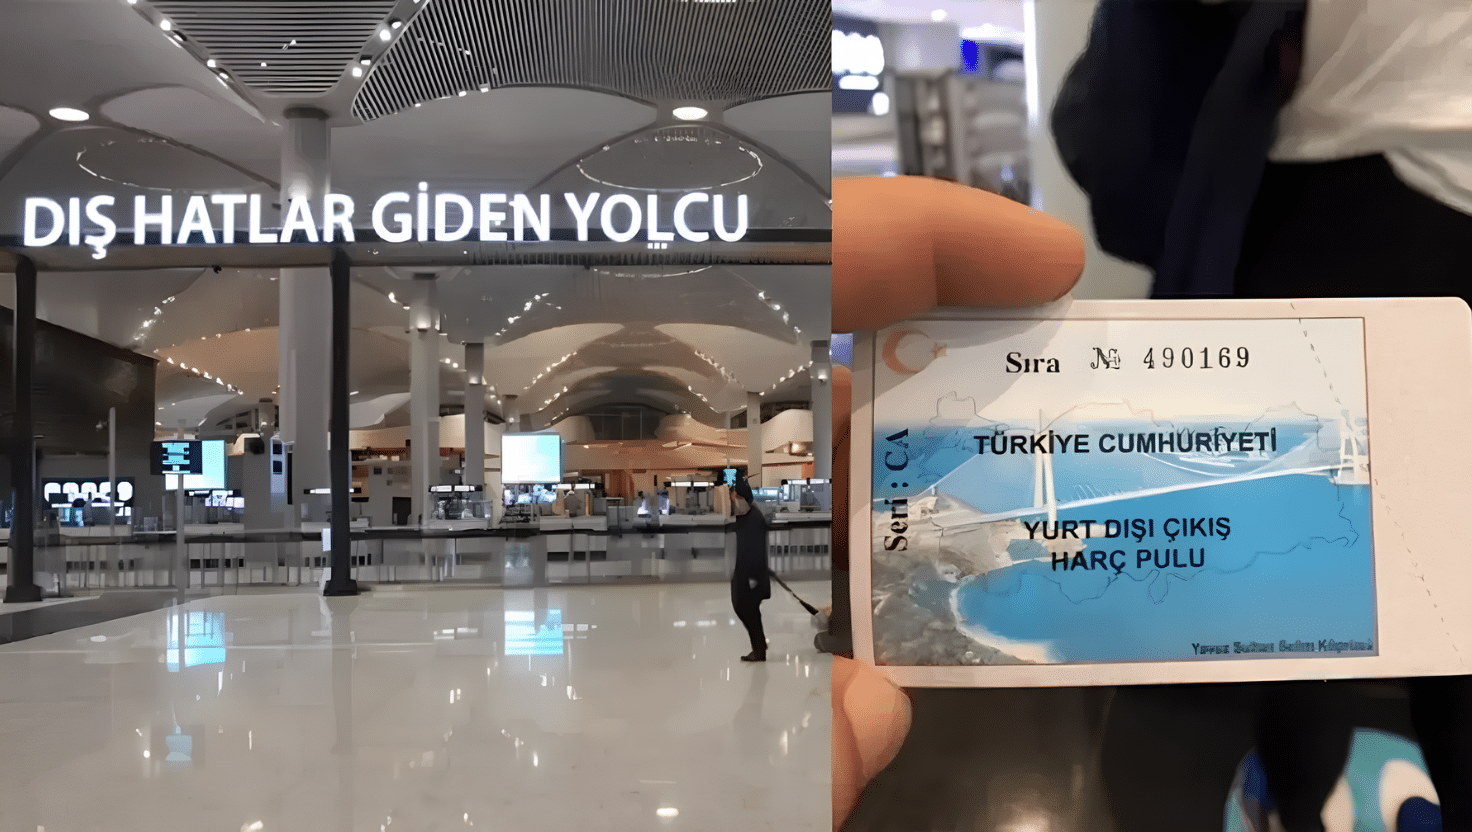 DIŞ HATLAR GİDEN YOLCU
Sıra № 490169
Seri : CA
TÜRKİYE CUMHURİYETİ
YURT DIŞI ÇIKIŞ
HARÇ PULU